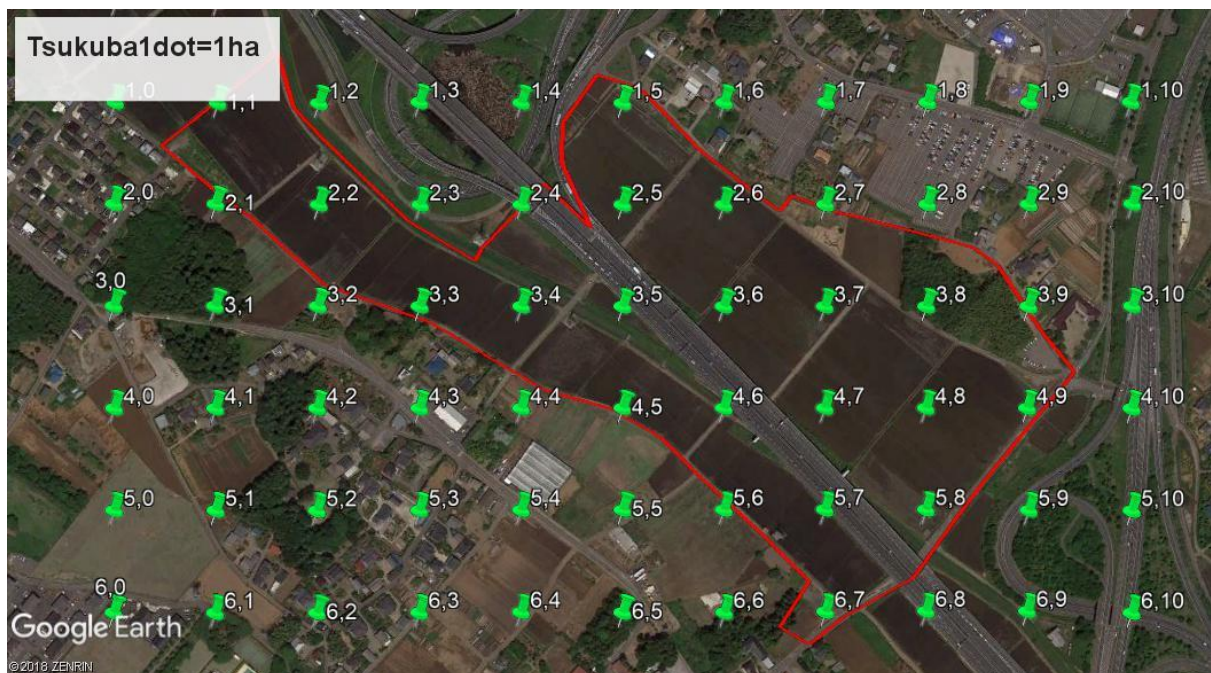 Tsukuba1dot=1ha
1,0 1,1 1,2 1,3 1,4 1,5 1,6 1,7 1,8 1,9 1,10
2,0 2,1 2,2 2,3 2,4 2,5 2,6 2,7 2,8 2,9 2,10
3,0 3,1 3,2 3,3 3,4 3,5 3,6 3,7 3,8 3,9 3,10
4,0 4,1 4,2 4,3 4,4 4,5 4,6 4,7 4,8 4,9 4,10
5,0 5,1 5,2 5,3 5,4 5,5 5,6 5,7 5,8 5,9 5,10
6,0 6,1 6,2 6,3 6,4 6,5 6,6 6,7 6,8 6,9 6,10
Google Earth
©2018 ZENRIN